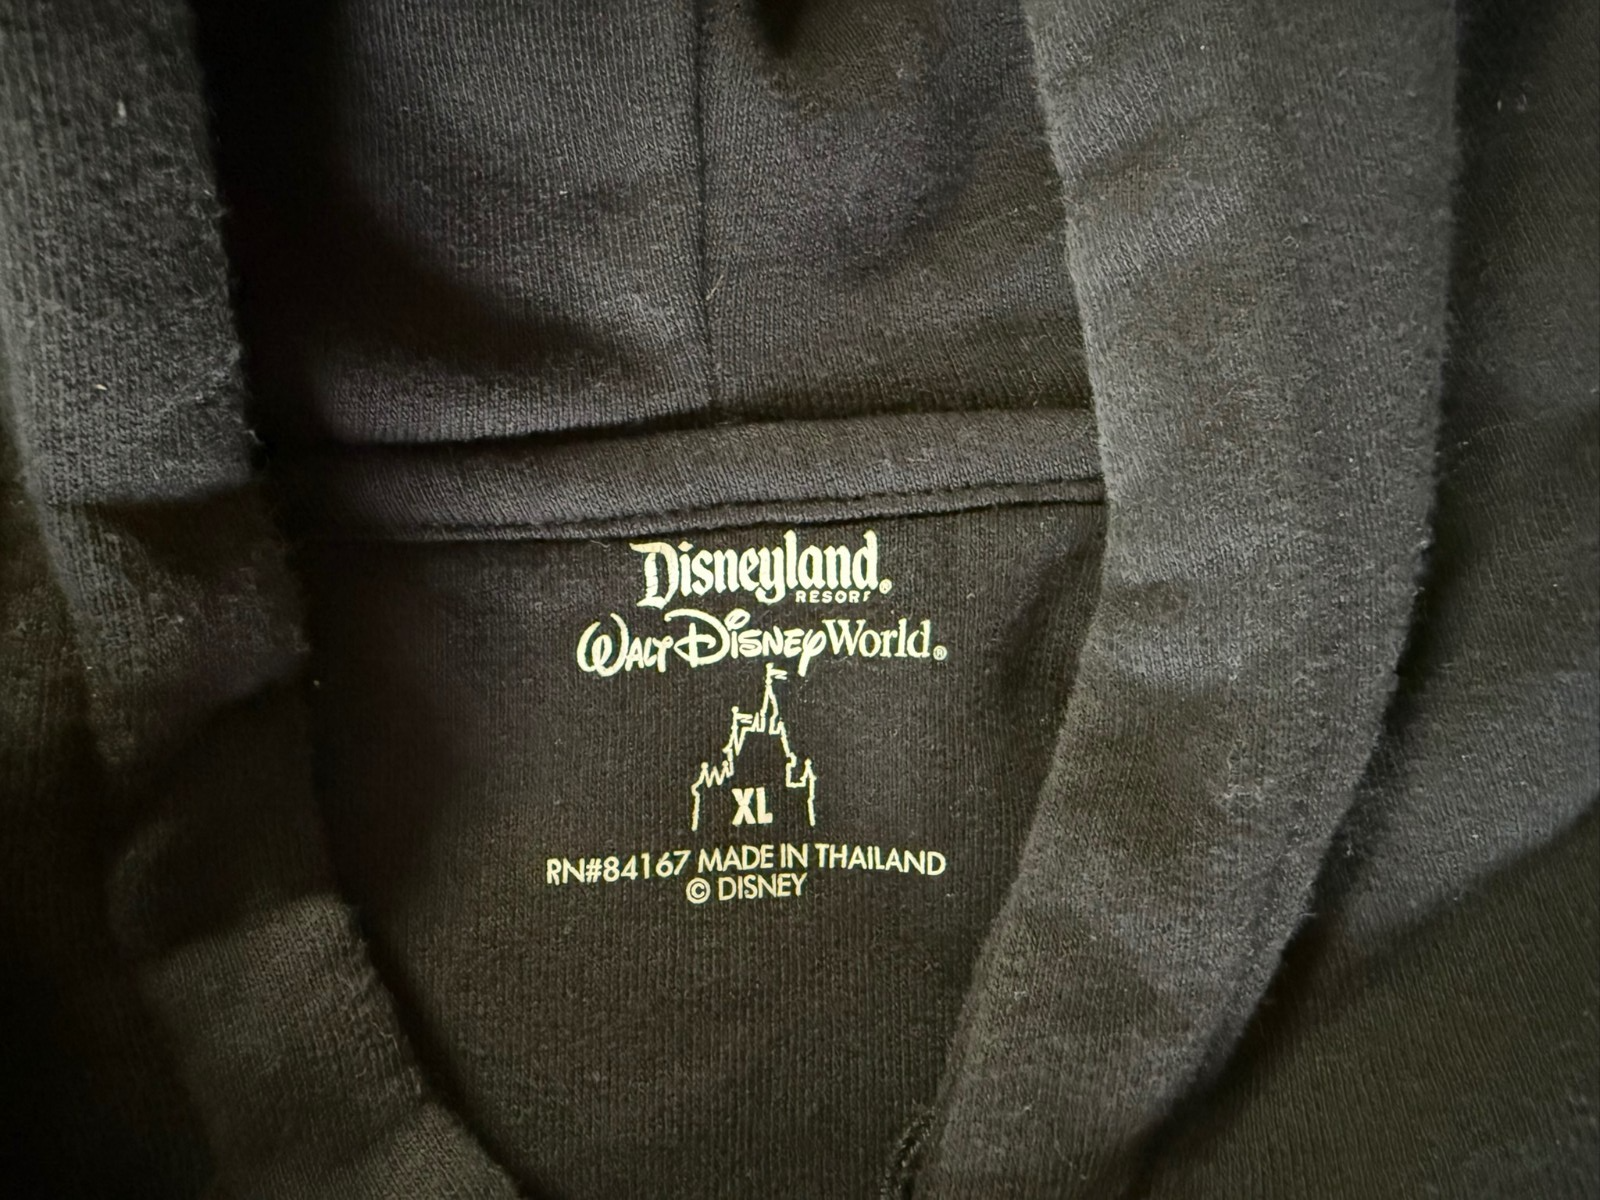 Disneyland®
RESORT
WALT DISNEY World®
XL
RN#84167 MADE IN THAILAND
© DISNEY